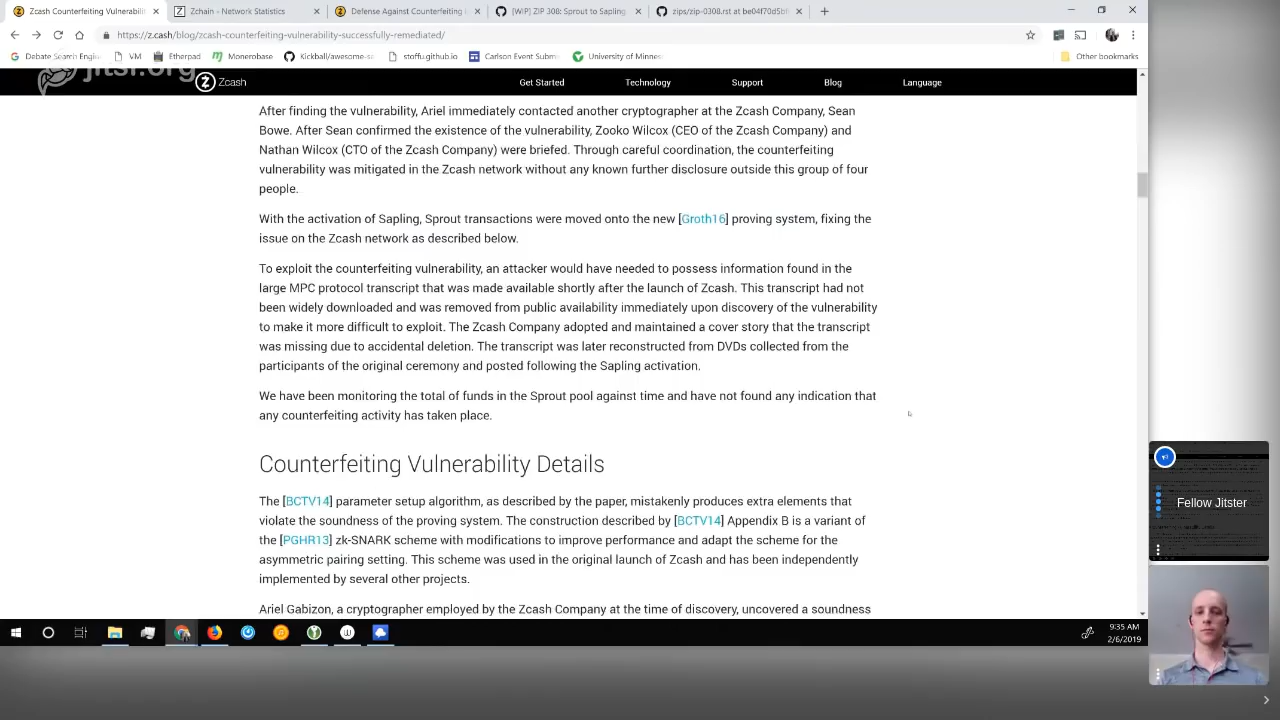 Zcash Counterfeiting Vulnerabilit
Zchain - Network Statistics
Defense Against Counterfeiting i
[WIP] ZIP 308: Sprout to Sapling
zips/zip-0308.rst at be04f70d5bf
https://z.cash/blog/zcash-counterfeiting-vulnerability-successfully-remediated/
Debate Search Engin
VM
Etherpad
Monerobase
Kickball/awesome-se
stoffu.github.io
Carlson Event Subm
University of Minnes
Other bookmarks
jitsi.org
Zcash
Get Started
Technology
Support
Blog
Language
After finding the vulnerability, Ariel immediately contacted another cryptographer at the Zcash Company, Sean
Bowe. After Sean confirmed the existence of the vulnerability, Zooko Wilcox (CEO of the Zcash Company) and
Nathan Wilcox (CTO of the Zcash Company) were briefed. Through careful coordination, the counterfeiting
vulnerability was mitigated in the Zcash network without any known further disclosure outside this group of four
people.
With the activation of Sapling, Sprout transactions were moved onto the new [Groth16] proving system, fixing the
issue on the Zcash network as described below.
To exploit the counterfeiting vulnerability, an attacker would have needed to possess information found in the
large MPC protocol transcript that was made available shortly after the launch of Zcash. This transcript had not
been widely downloaded and was removed from public availability immediately upon discovery of the vulnerability
to make it more difficult to exploit. The Zcash Company adopted and maintained a cover story that the transcript
was missing due to accidental deletion. The transcript was later reconstructed from DVDs collected from the
participants of the original ceremony and posted following the Sapling activation.
We have been monitoring the total of funds in the Sprout pool against time and have not found any indication that
any counterfeiting activity has taken place.
Counterfeiting Vulnerability Details
The [BCTV14] parameter setup algorithm, as described by the paper, mistakenly produces extra elements that
violate the soundness of the proving system. The construction described by [BCTV14] Appendix B is a variant of
the [PGHR13] zk-SNARK scheme with modifications to improve performance and adapt the scheme for the
asymmetric pairing setting. This scheme was used in the original launch of Zcash and has been independently
implemented by several other projects.
Ariel Gabizon, a cryptographer employed by the Zcash Company at the time of discovery, uncovered a soundness
Fellow Jitster
9:35 AM
2/6/2019